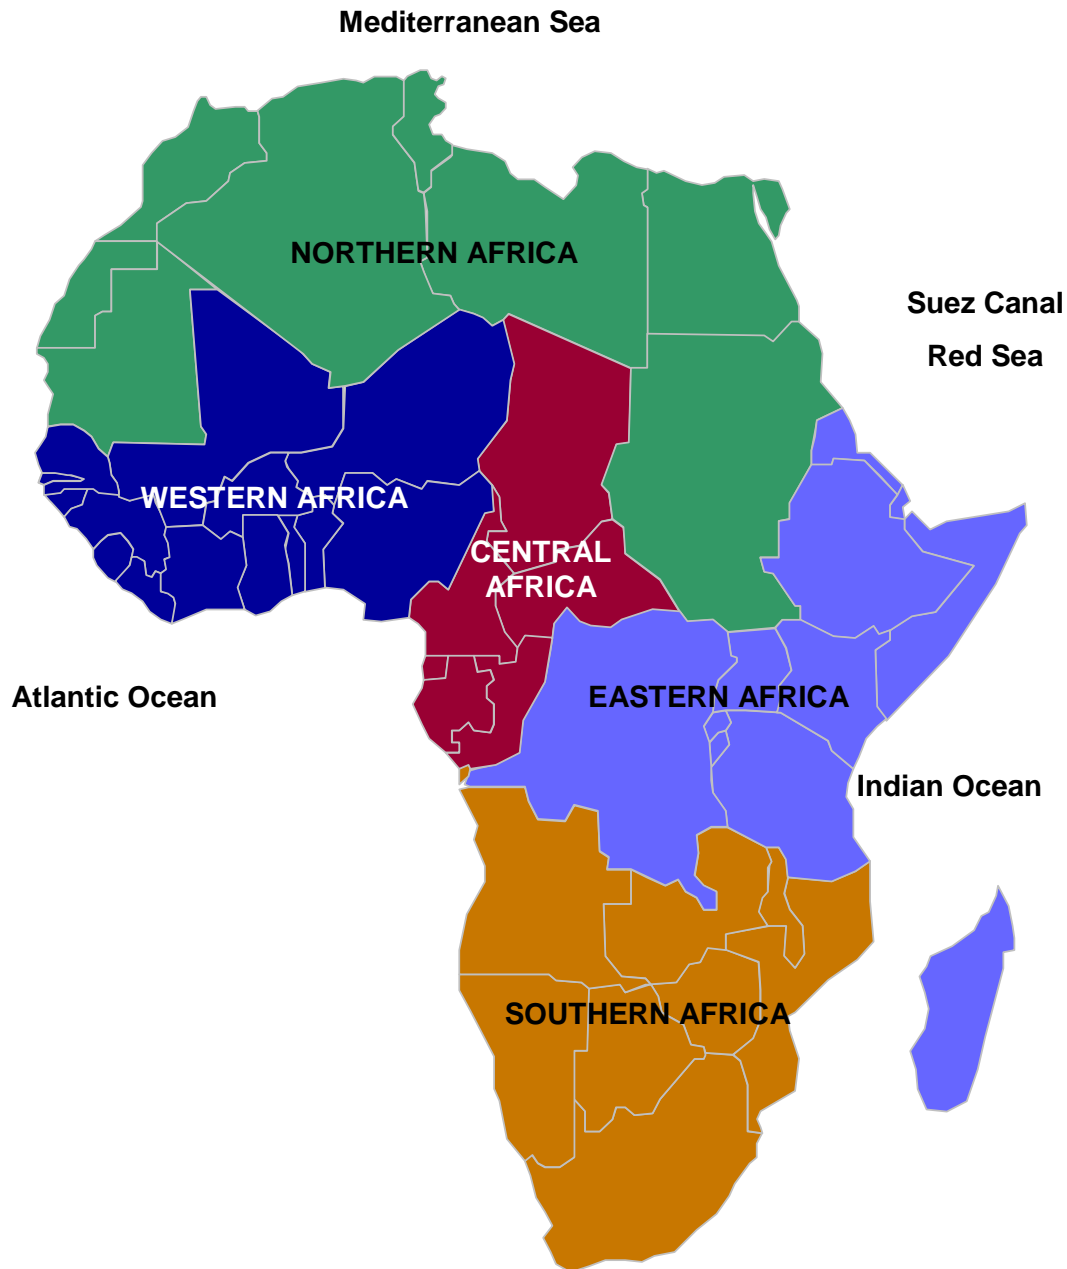 Mediterranean Sea
NORTHERN AFRICA
Suez Canal
Red Sea
WESTERN AFRICA
CENTRAL
AFRICA
Atlantic Ocean
EASTERN AFRICA
Indian Ocean
SOUTHERN AFRICA